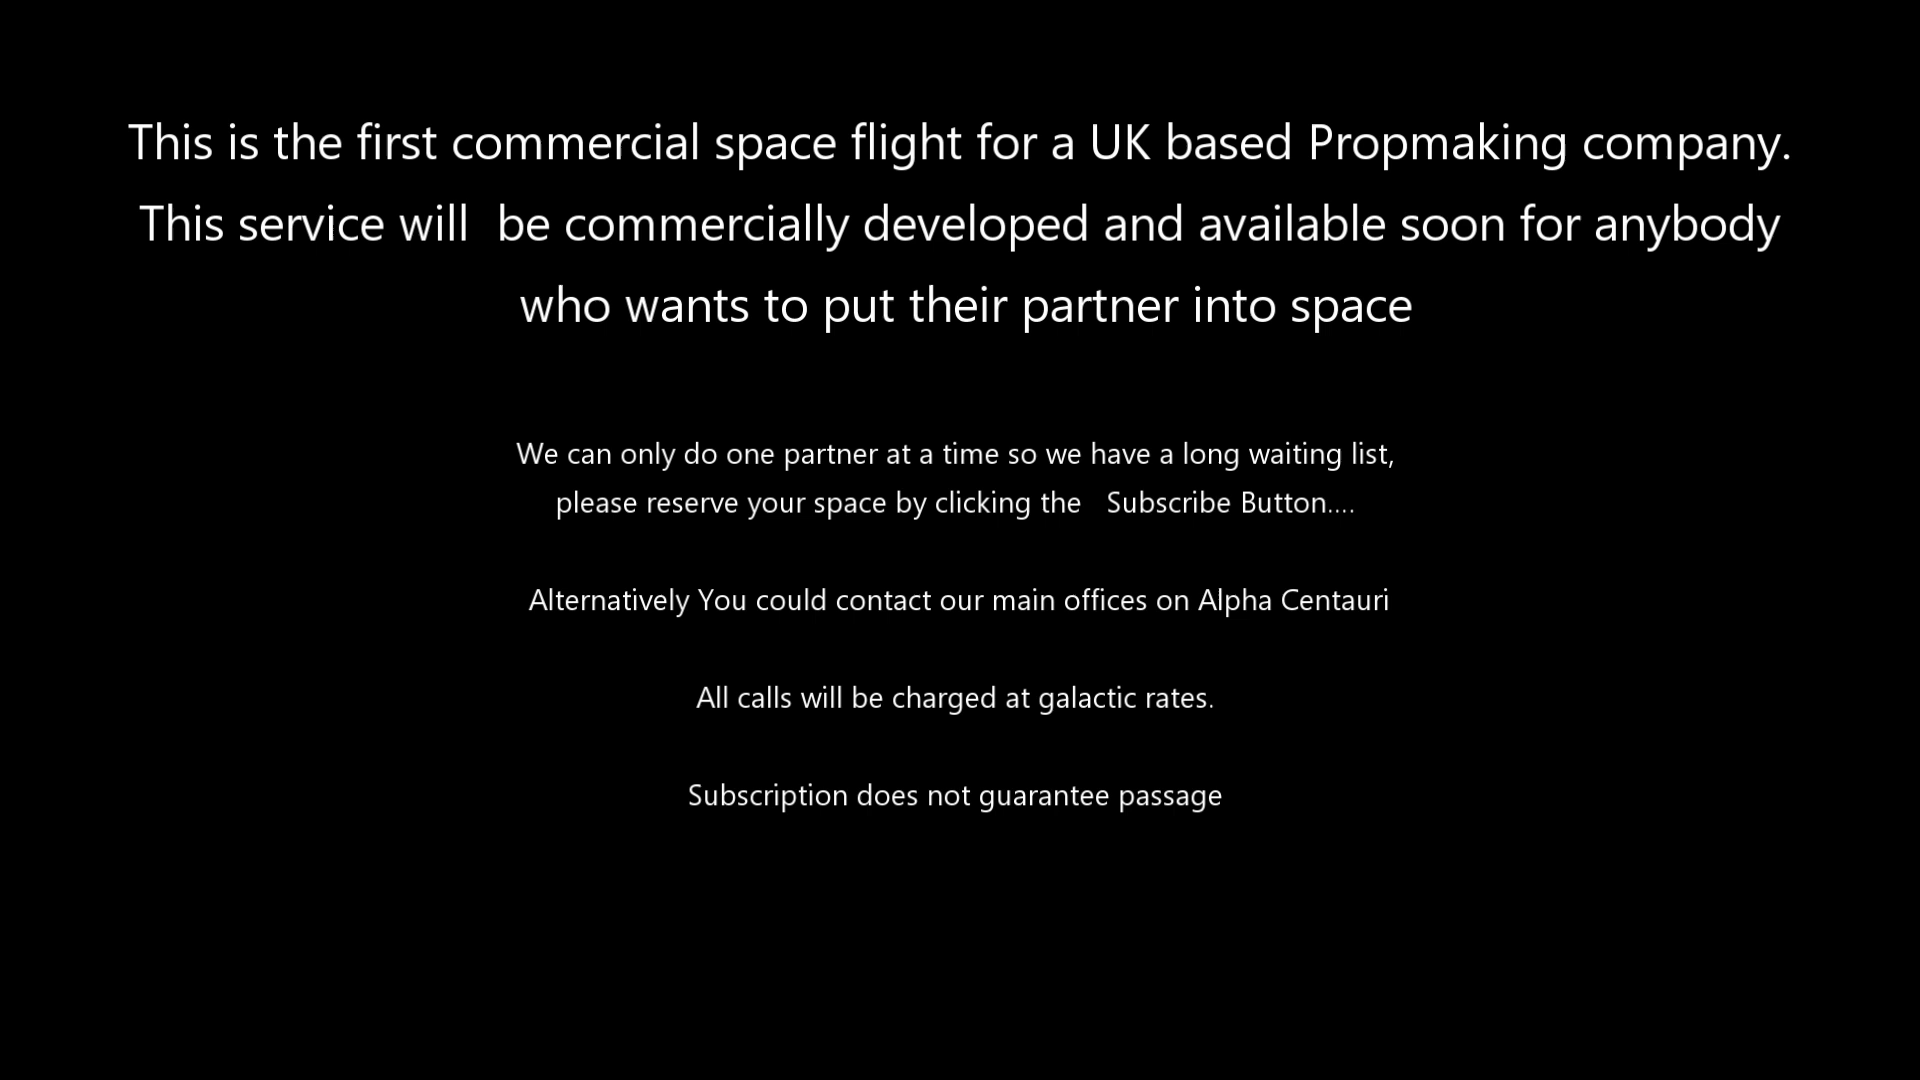 This is the first commercial space flight for a UK based Propmaking company.
This service will  be commercially developed and available soon for anybody
who wants to put their partner into space
We can only do one partner at a time so we have a long waiting list,
please reserve your space by clicking the   Subscribe Button....
Alternatively You could contact our main offices on Alpha Centauri
All calls will be charged at galactic rates.
Subscription does not guarantee passage